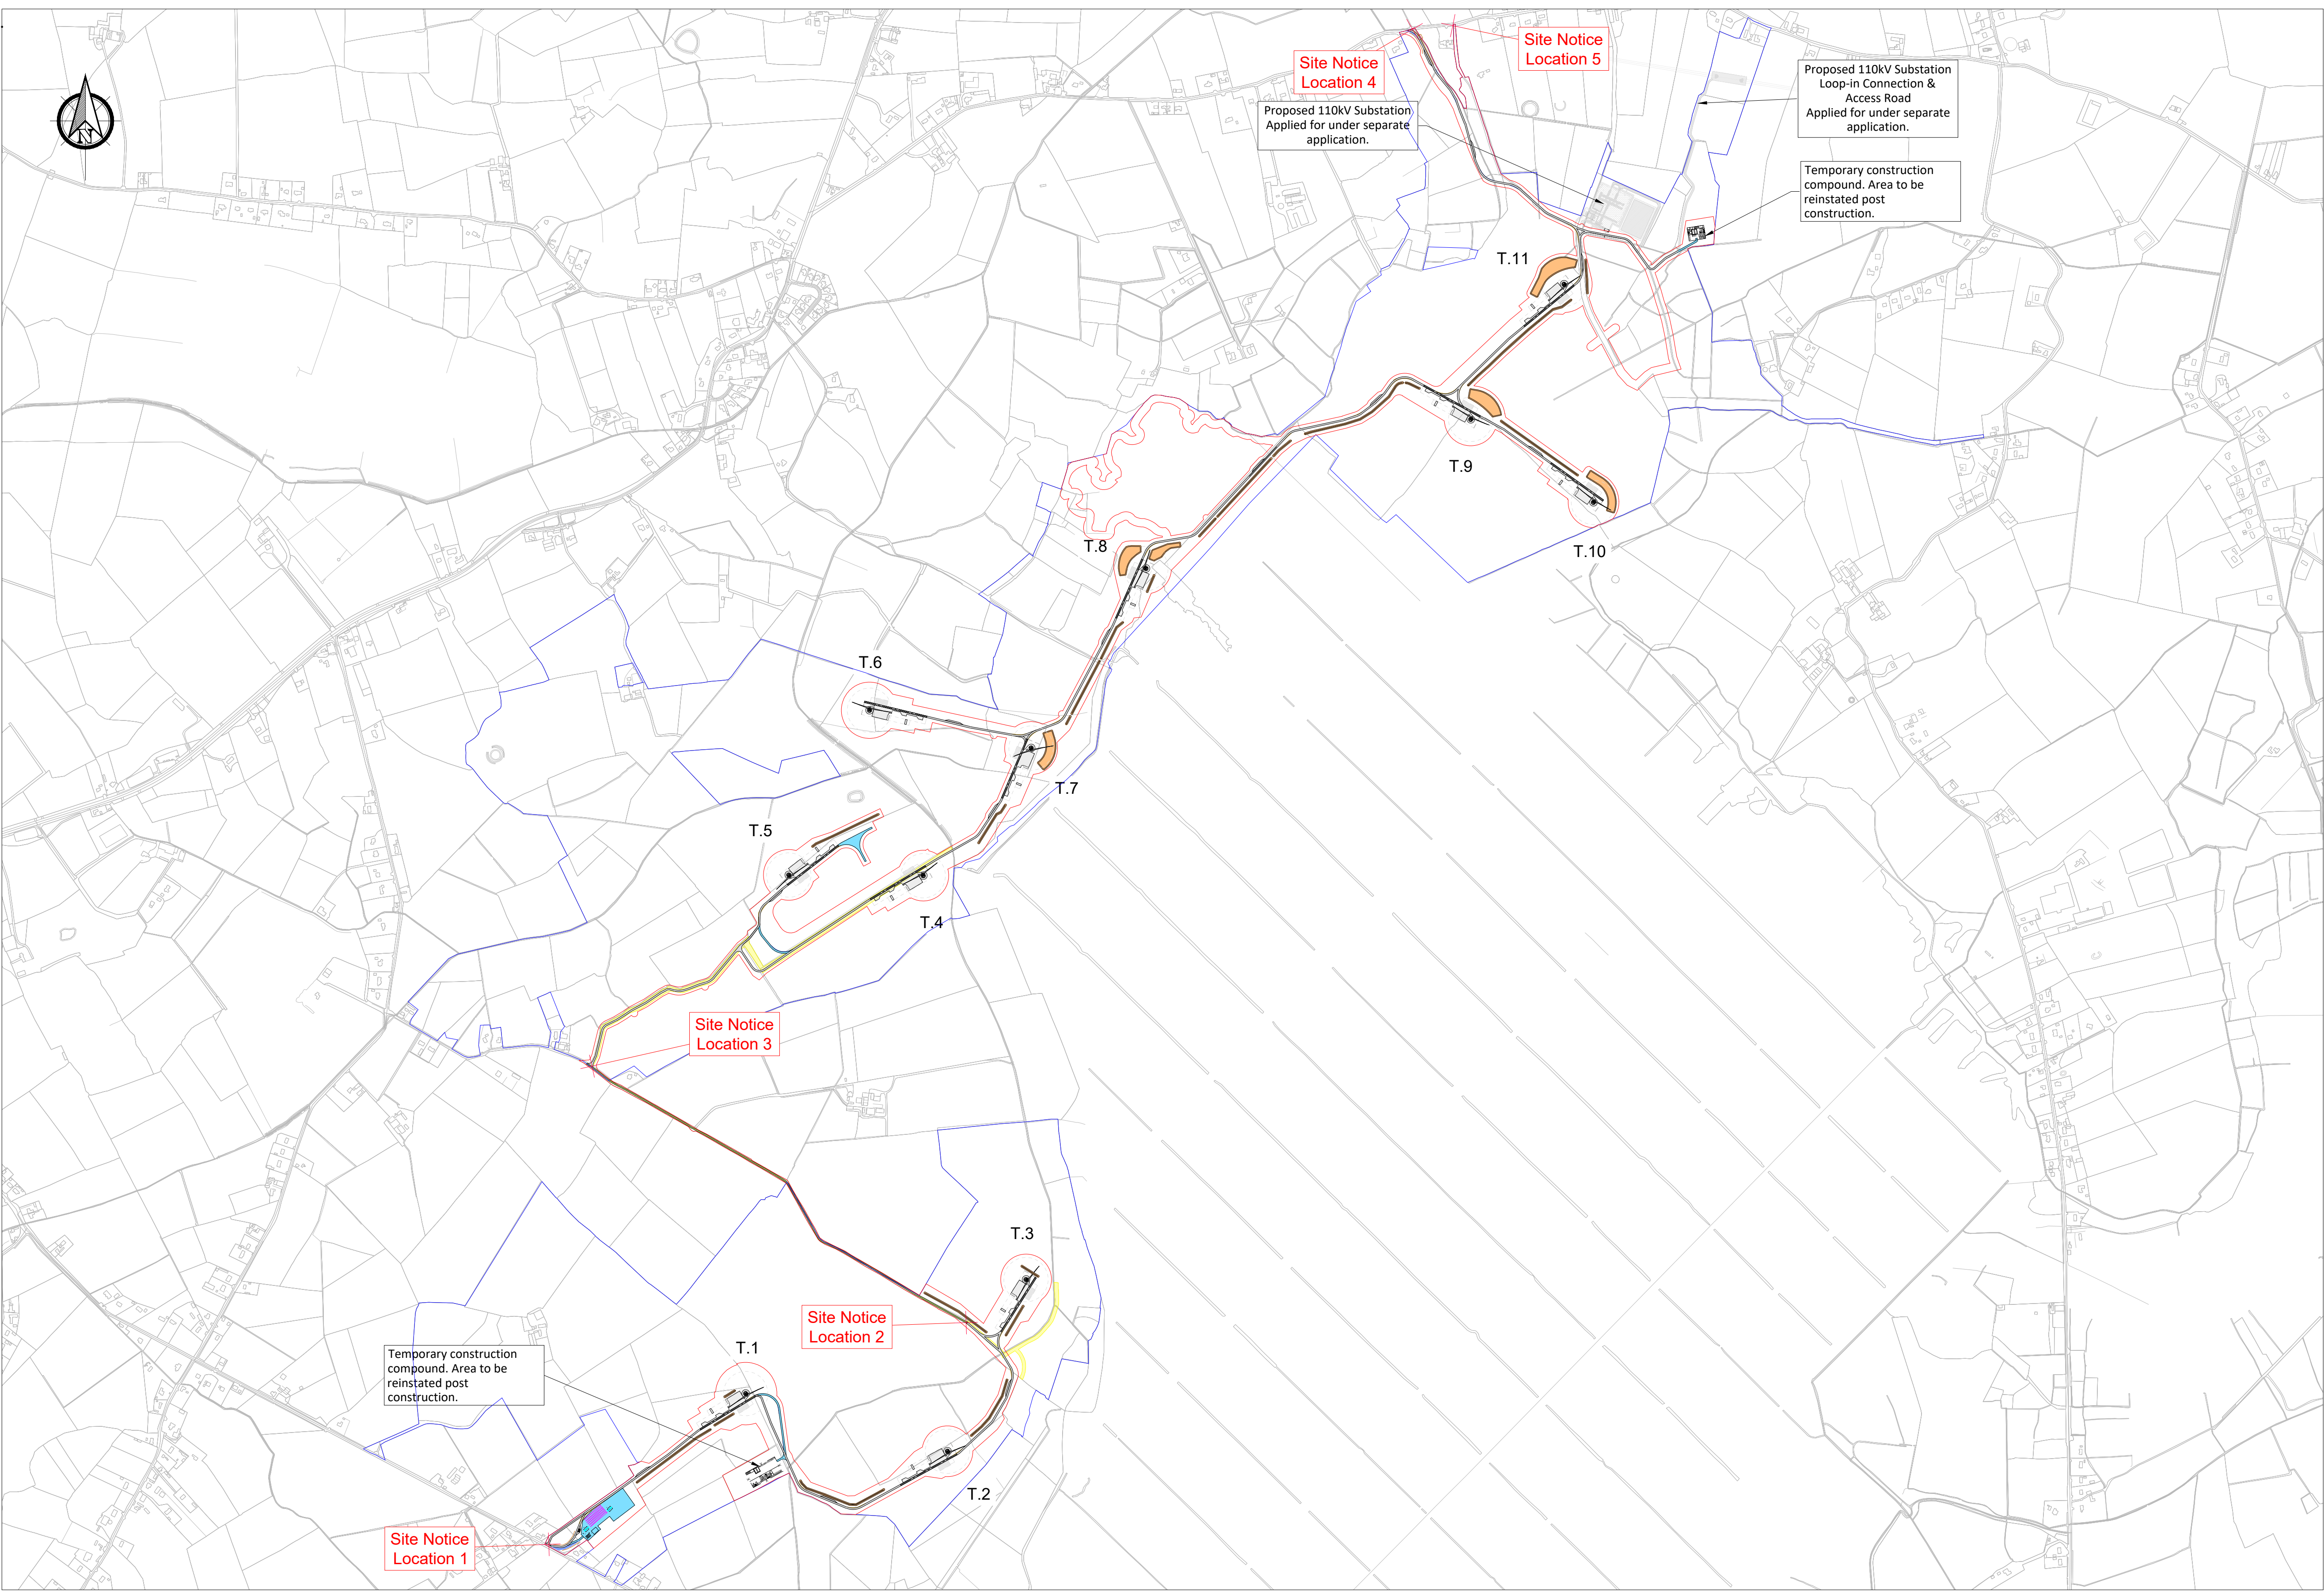 Site Notice
Location 5
Site Notice
Location 4
Proposed 110kV Substation
Loop-in Connection &
Access Road
Applied for under separate
application.
Proposed 110kV Substation
Applied for under separate
application.
N
Temporary construction
compound. Area to be
reinstated post
construction.
T.11
T.9
T.10
T.8
T.6
T.7
T.5
T.4
Site Notice
Location 3
T.3
Site Notice
Location 2
T.1
Temporary construction
compound. Area to be
reinstated post
construction.
T.2
Site Notice
Location 1